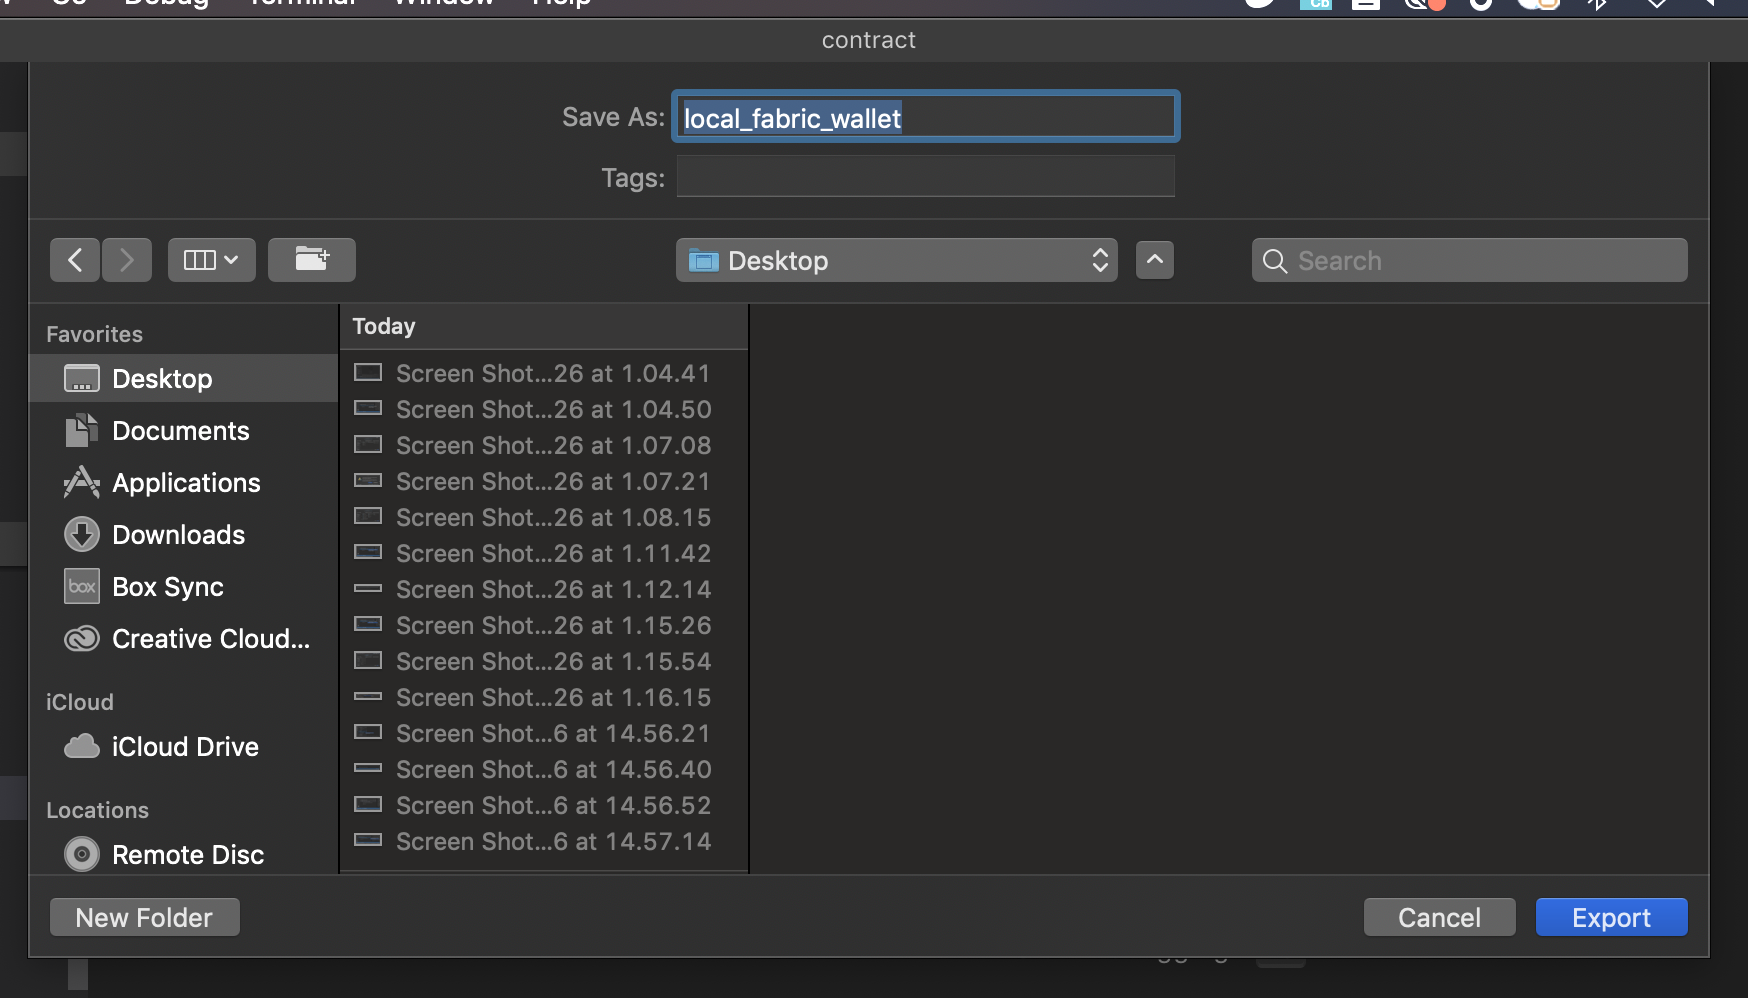 Debug Terminal Window Help
Cb
contract
Save As: local_fabric_wallet
Tags:
Desktop
Search
Favorites
Desktop
Documents
Applications
Downloads
box Box Sync
Creative Cloud...
iCloud
iCloud Drive
Locations
Remote Disc
Today
Screen Shot...26 at 1.04.41
Screen Shot...26 at 1.04.50
Screen Shot...26 at 1.07.08
Screen Shot...26 at 1.07.21
Screen Shot...26 at 1.08.15
Screen Shot...26 at 1.11.42
Screen Shot...26 at 1.12.14
Screen Shot...26 at 1.15.26
Screen Shot...26 at 1.15.54
Screen Shot...26 at 1.16.15
Screen Shot...6 at 14.56.21
Screen Shot...6 at 14.56.40
Screen Shot...6 at 14.56.52
Screen Shot...6 at 14.57.14
New Folder
Cancel
Export